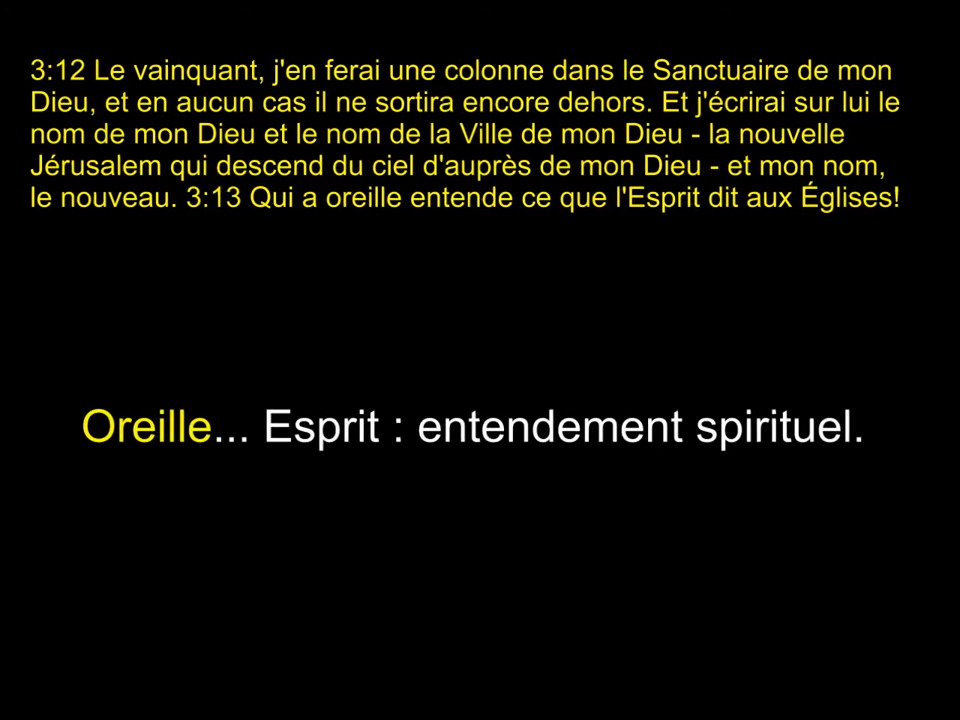 3:12 Le vainquant, j'en ferai une colonne dans le Sanctuaire de mon
Dieu, et en aucun cas il ne sortira encore dehors. Et j'écrirai sur lui le
nom de mon Dieu et le nom de la Ville de mon Dieu - la nouvelle
Jérusalem qui descend du ciel d'auprès de mon Dieu - et mon nom,
le nouveau. 3:13 Qui a oreille entende ce que l'Esprit dit aux Églises!
Oreille... Esprit : entendement spirituel.